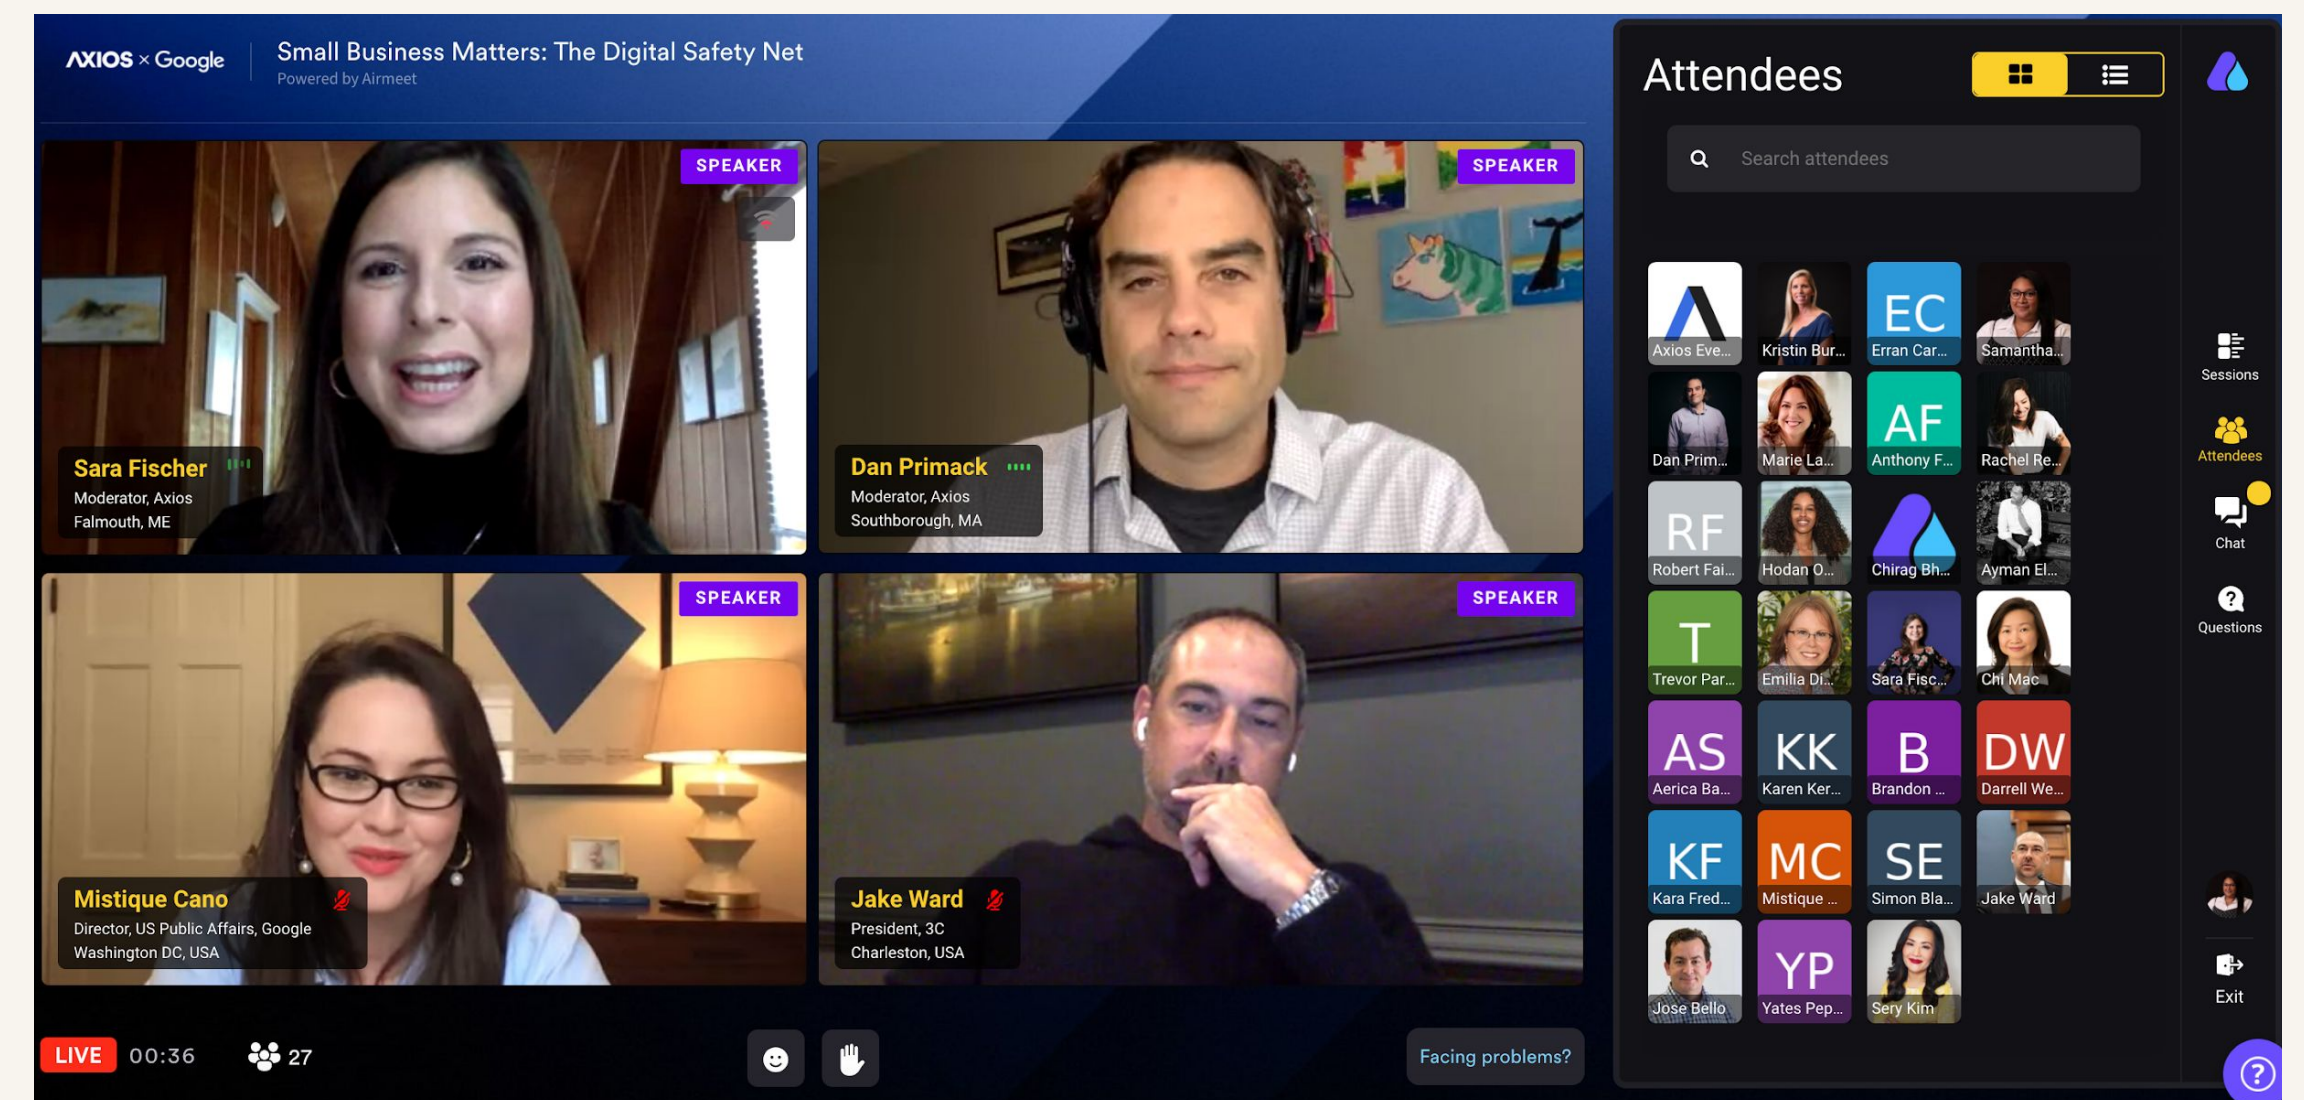 AXIOS × Google
Small Business Matters: The Digital Safety Net
Powered by Airmeet
SPEAKER
Sara Fischer
Moderator, Axios
Falmouth, ME
SPEAKER
Dan Primack
Moderator, Axios
Southborough, MA
SPEAKER
Mistique Cano
Director, US Public Affairs, Google
Washington DC, USA
SPEAKER
Jake Ward
President, 3C
Charleston, USA
LIVE 00:36 27
Facing problems?
Attendees
Search attendees
Axios Eve...
Kristin Bur...
EC
Erran Car...
Samantha...
Dan Prim...
Marie La...
AF
Anthony F...
Rachel Re...
RF
Robert Fai...
Hodan O...
Chirag Bh...
Ayman El...
T
Trevor Par...
Emilia Di...
Sara Fisc...
Chi Mac
AS
Aerica Ba...
KK
Karen Ker...
B
Brandon ...
DW
Darrell We...
KF
Kara Fred...
MC
Mistique ...
SE
Simon Bla...
Jake Ward
Jose Bello
YP
Yates Pep...
Sery Kim
Sessions
Attendees
Chat
?
Questions
Exit
?